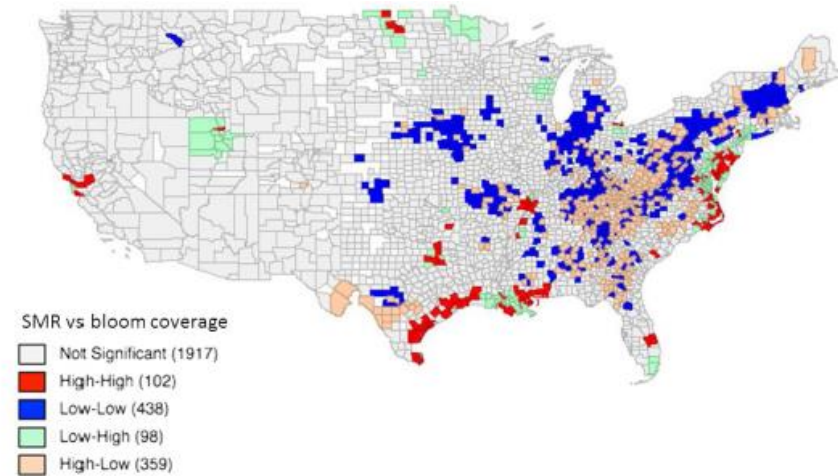 SMR vs bloom coverage
Not Significant (1917)
High-High (102)
Low-Low (438)
Low-High (98)
High-Low (359)